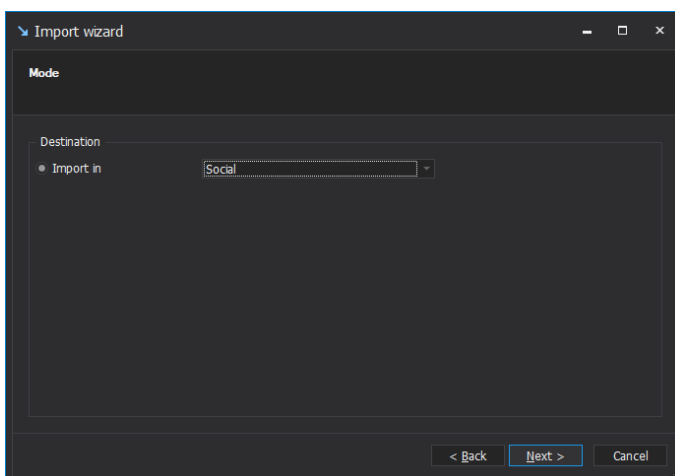 Import wizard
Mode
Destination
Import in Social
< Back Next > Cancel